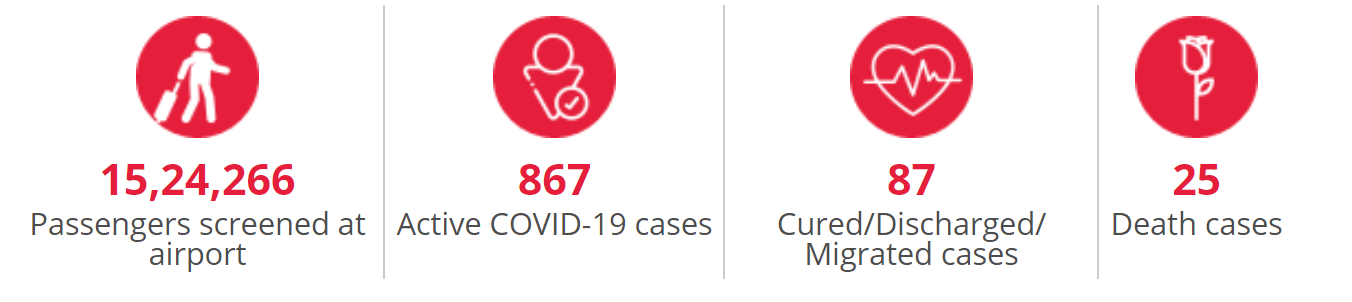 15,24,266
Passengers screened at
airport
867
Active COVID-19 cases
87
Cured/Discharged/
Migrated cases
25
Death cases